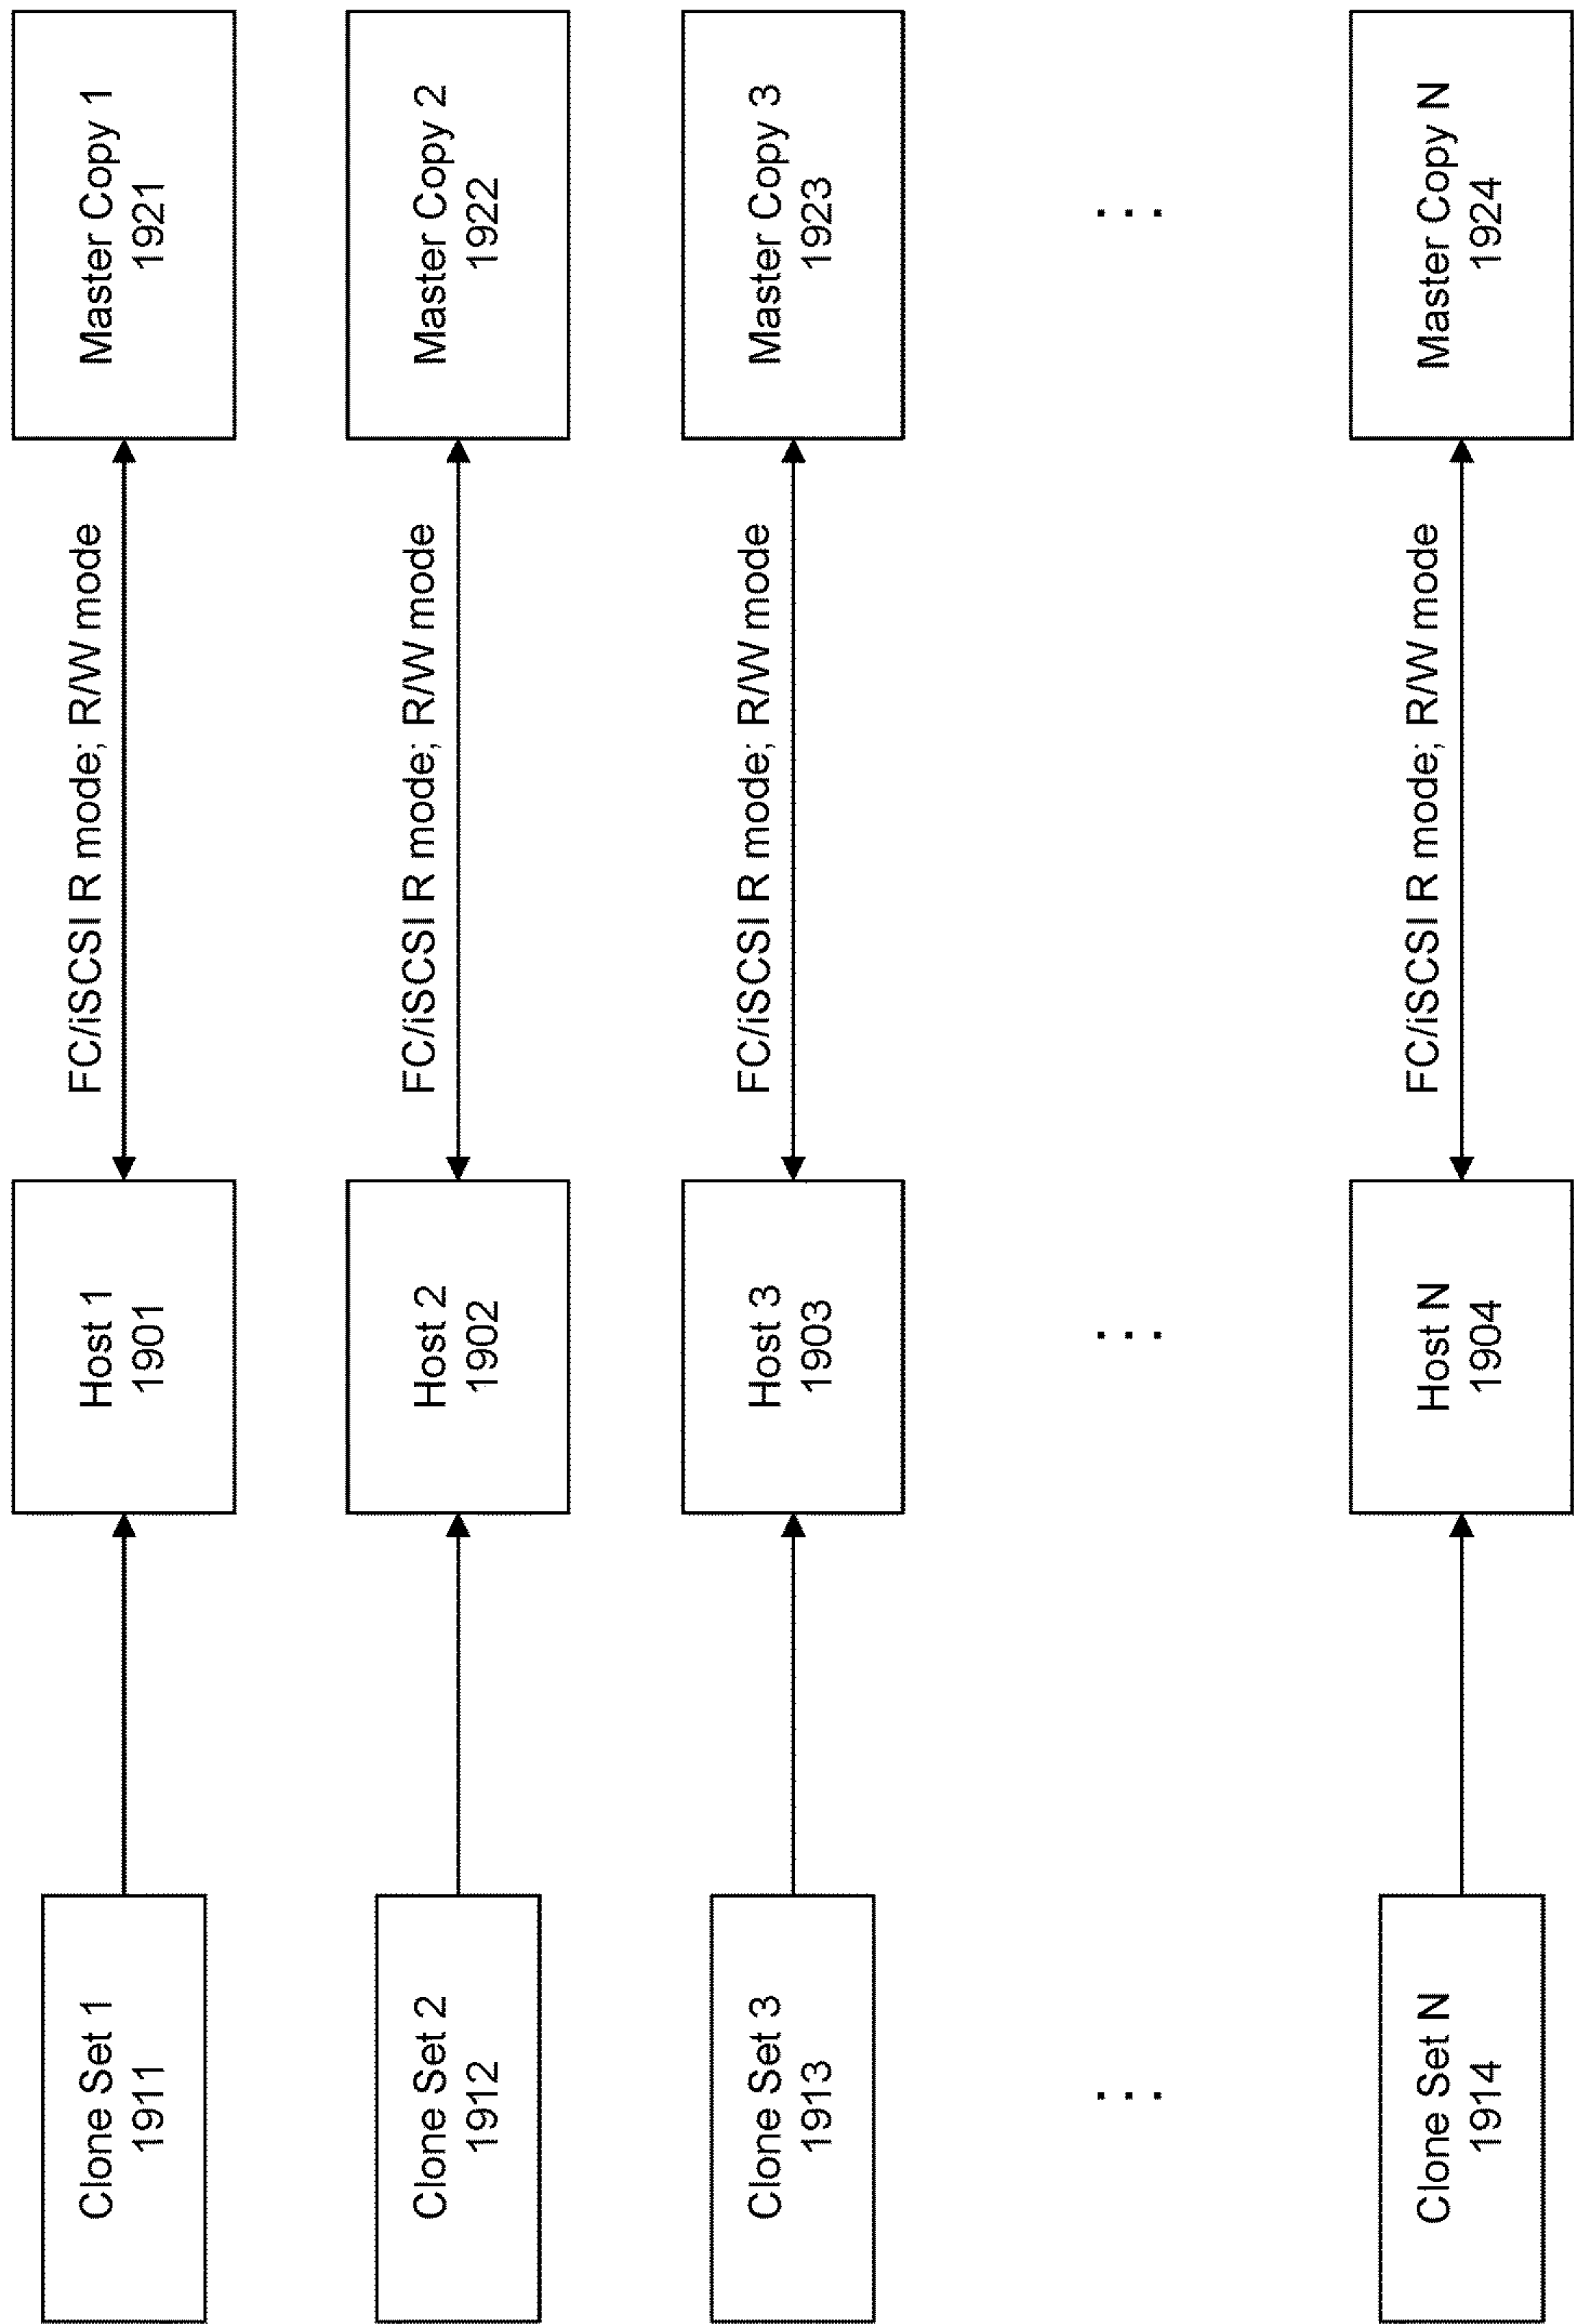 Clone Set 1
1911
Host 1
1901
FC/iSCSI R mode; R/W mode
Master Copy 1
1921
Clone Set 2
1912
Host 2
1902
FC/iSCSI R mode; R/W mode
Master Copy 2
1922
Clone Set 3
1913
Host 3
1903
FC/iSCSI R mode; R/W mode
Master Copy 3
1923
. . .
. . .
. . .
Clone Set N
1914
Host N
1904
FC/iSCSI R mode; R/W mode
Master Copy N
1924